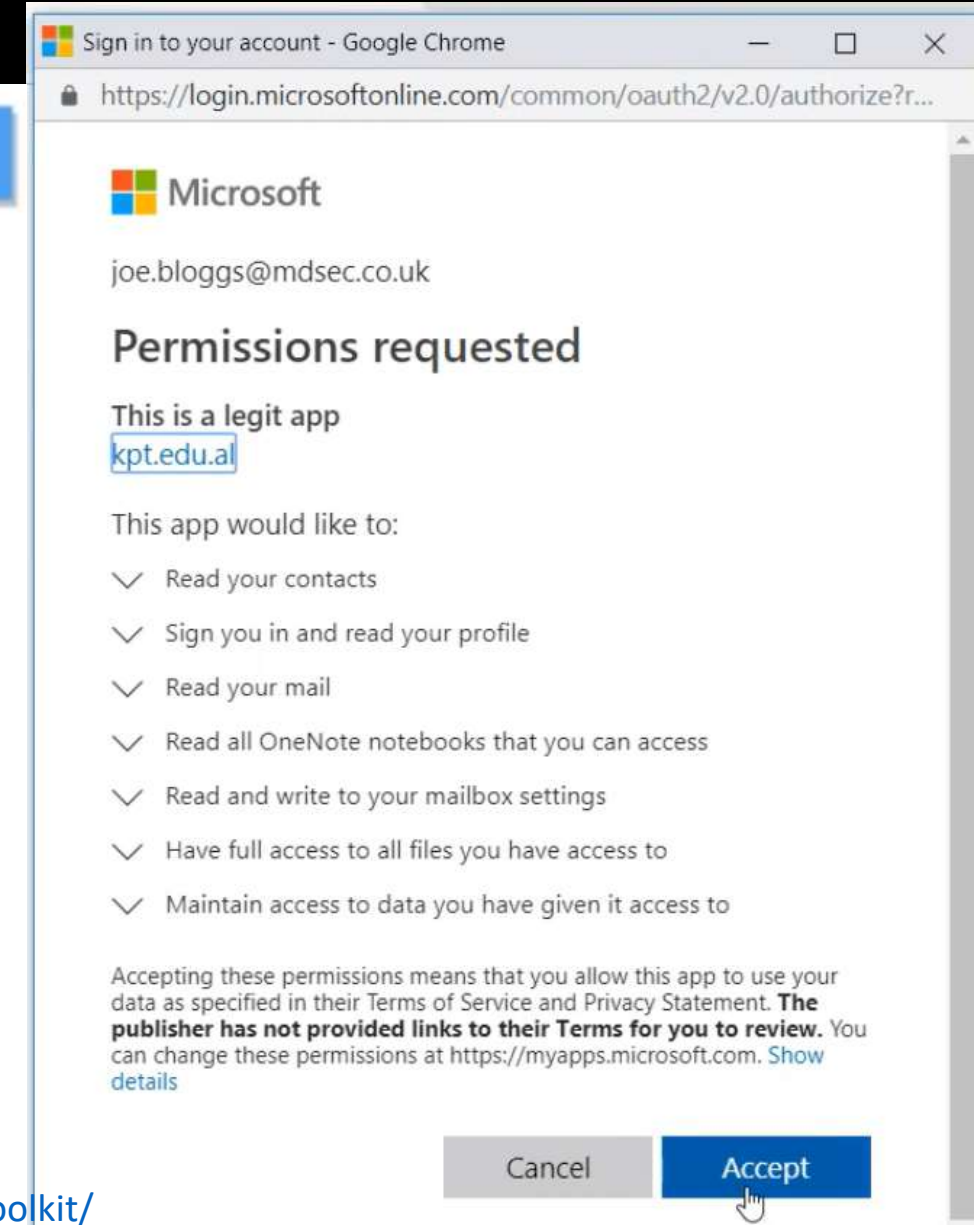 Sign in to your account - Google Chrome
https://login.microsoftonline.com/common/oauth2/v2.0/authorize?r...
Microsoft
joe.bloggs@mdsec.co.uk
Permissions requested
This is a legit app
kpt.edu.al
This app would like to:
Read your contacts
Sign you in and read your profile
Read your mail
Read all OneNote notebooks that you can access
Read and write to your mailbox settings
Have full access to all files you have access to
Maintain access to data you have given it access to
Accepting these permissions means that you allow this app to use your
data as specified in their Terms of Service and Privacy Statement. The
publisher has not provided links to their Terms for you to review. You
can change these permissions at https://myapps.microsoft.com. Show
details
Cancel
Accept
olkit/